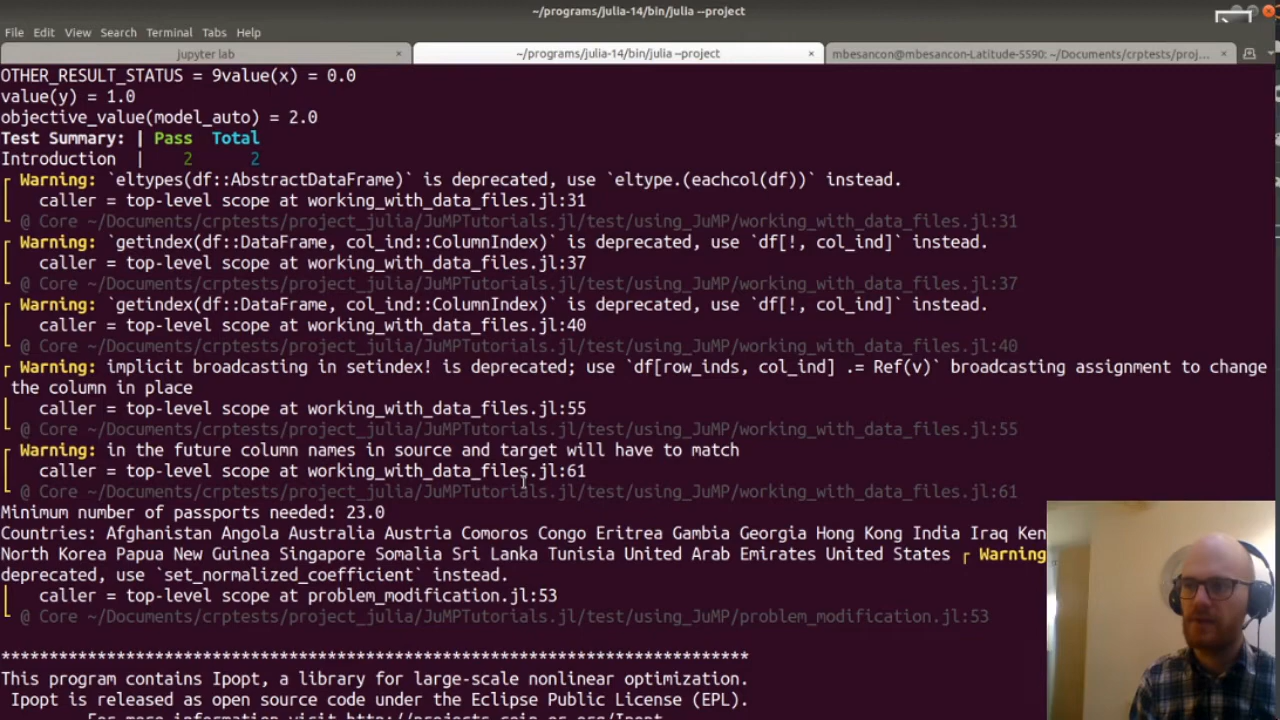 ~/programs/julia-14/bin/julia --project
File Edit View Search Terminal Tabs Help
jupyter lab × ~/programs/julia-14/bin/julia --project × mbesancon@mbesancon-Latitude-5590: ~/Documents/crptests/proj... ×
OTHER_RESULT_STATUS = 9value(x) = 0.0
value(y) = 1.0
objective_value(model_auto) = 2.0
Test Summary: | Pass Total
Introduction | 2 2
┌ Warning: `eltypes(df::AbstractDataFrame)` is deprecated, use `eltype.(eachcol(df))` instead.
│ caller = top-level scope at working_with_data_files.jl:31
└ @ Core ~/Documents/crptests/project_julia/JuMPTutorials.jl/test/using_JuMP/working_with_data_files.jl:31
┌ Warning: `getindex(df::DataFrame, col_ind::ColumnIndex)` is deprecated, use `df[!, col_ind]` instead.
│ caller = top-level scope at working_with_data_files.jl:37
└ @ Core ~/Documents/crptests/project_julia/JuMPTutorials.jl/test/using_JuMP/working_with_data_files.jl:37
┌ Warning: `getindex(df::DataFrame, col_ind::ColumnIndex)` is deprecated, use `df[!, col_ind]` instead.
│ caller = top-level scope at working_with_data_files.jl:40
└ @ Core ~/Documents/crptests/project_julia/JuMPTutorials.jl/test/using_JuMP/working_with_data_files.jl:40
┌ Warning: implicit broadcasting in setindex! is deprecated; use `df[row_inds, col_ind] .= Ref(v)` broadcasting assignment to change
the column in place
│ caller = top-level scope at working_with_data_files.jl:55
└ @ Core ~/Documents/crptests/project_julia/JuMPTutorials.jl/test/using_JuMP/working_with_data_files.jl:55
┌ Warning: in the future column names in source and target will have to match
│ caller = top-level scope at working_with_data_files.jl:61
└ @ Core ~/Documents/crptests/project_julia/JuMPTutorials.jl/test/using_JuMP/working_with_data_files.jl:61
Minimum number of passports needed: 23.0
Countries: Afghanistan Angola Australia Austria Comoros Congo Eritrea Gambia Georgia Hong Kong India Iraq Ken
North Korea Papua New Guinea Singapore Somalia Sri Lanka Tunisia United Arab Emirates United States ┌ Warning
deprecated, use `set_normalized_coefficient` instead.
│ caller = top-level scope at problem_modification.jl:53
└ @ Core ~/Documents/crptests/project_julia/JuMPTutorials.jl/test/using_JuMP/problem_modification.jl:53
******************************************************************************
This program contains Ipopt, a library for large-scale nonlinear optimization.
Ipopt is released as open source code under the Eclipse Public License (EPL).
For more information visit http://projects.coin-or.org/Ipopt